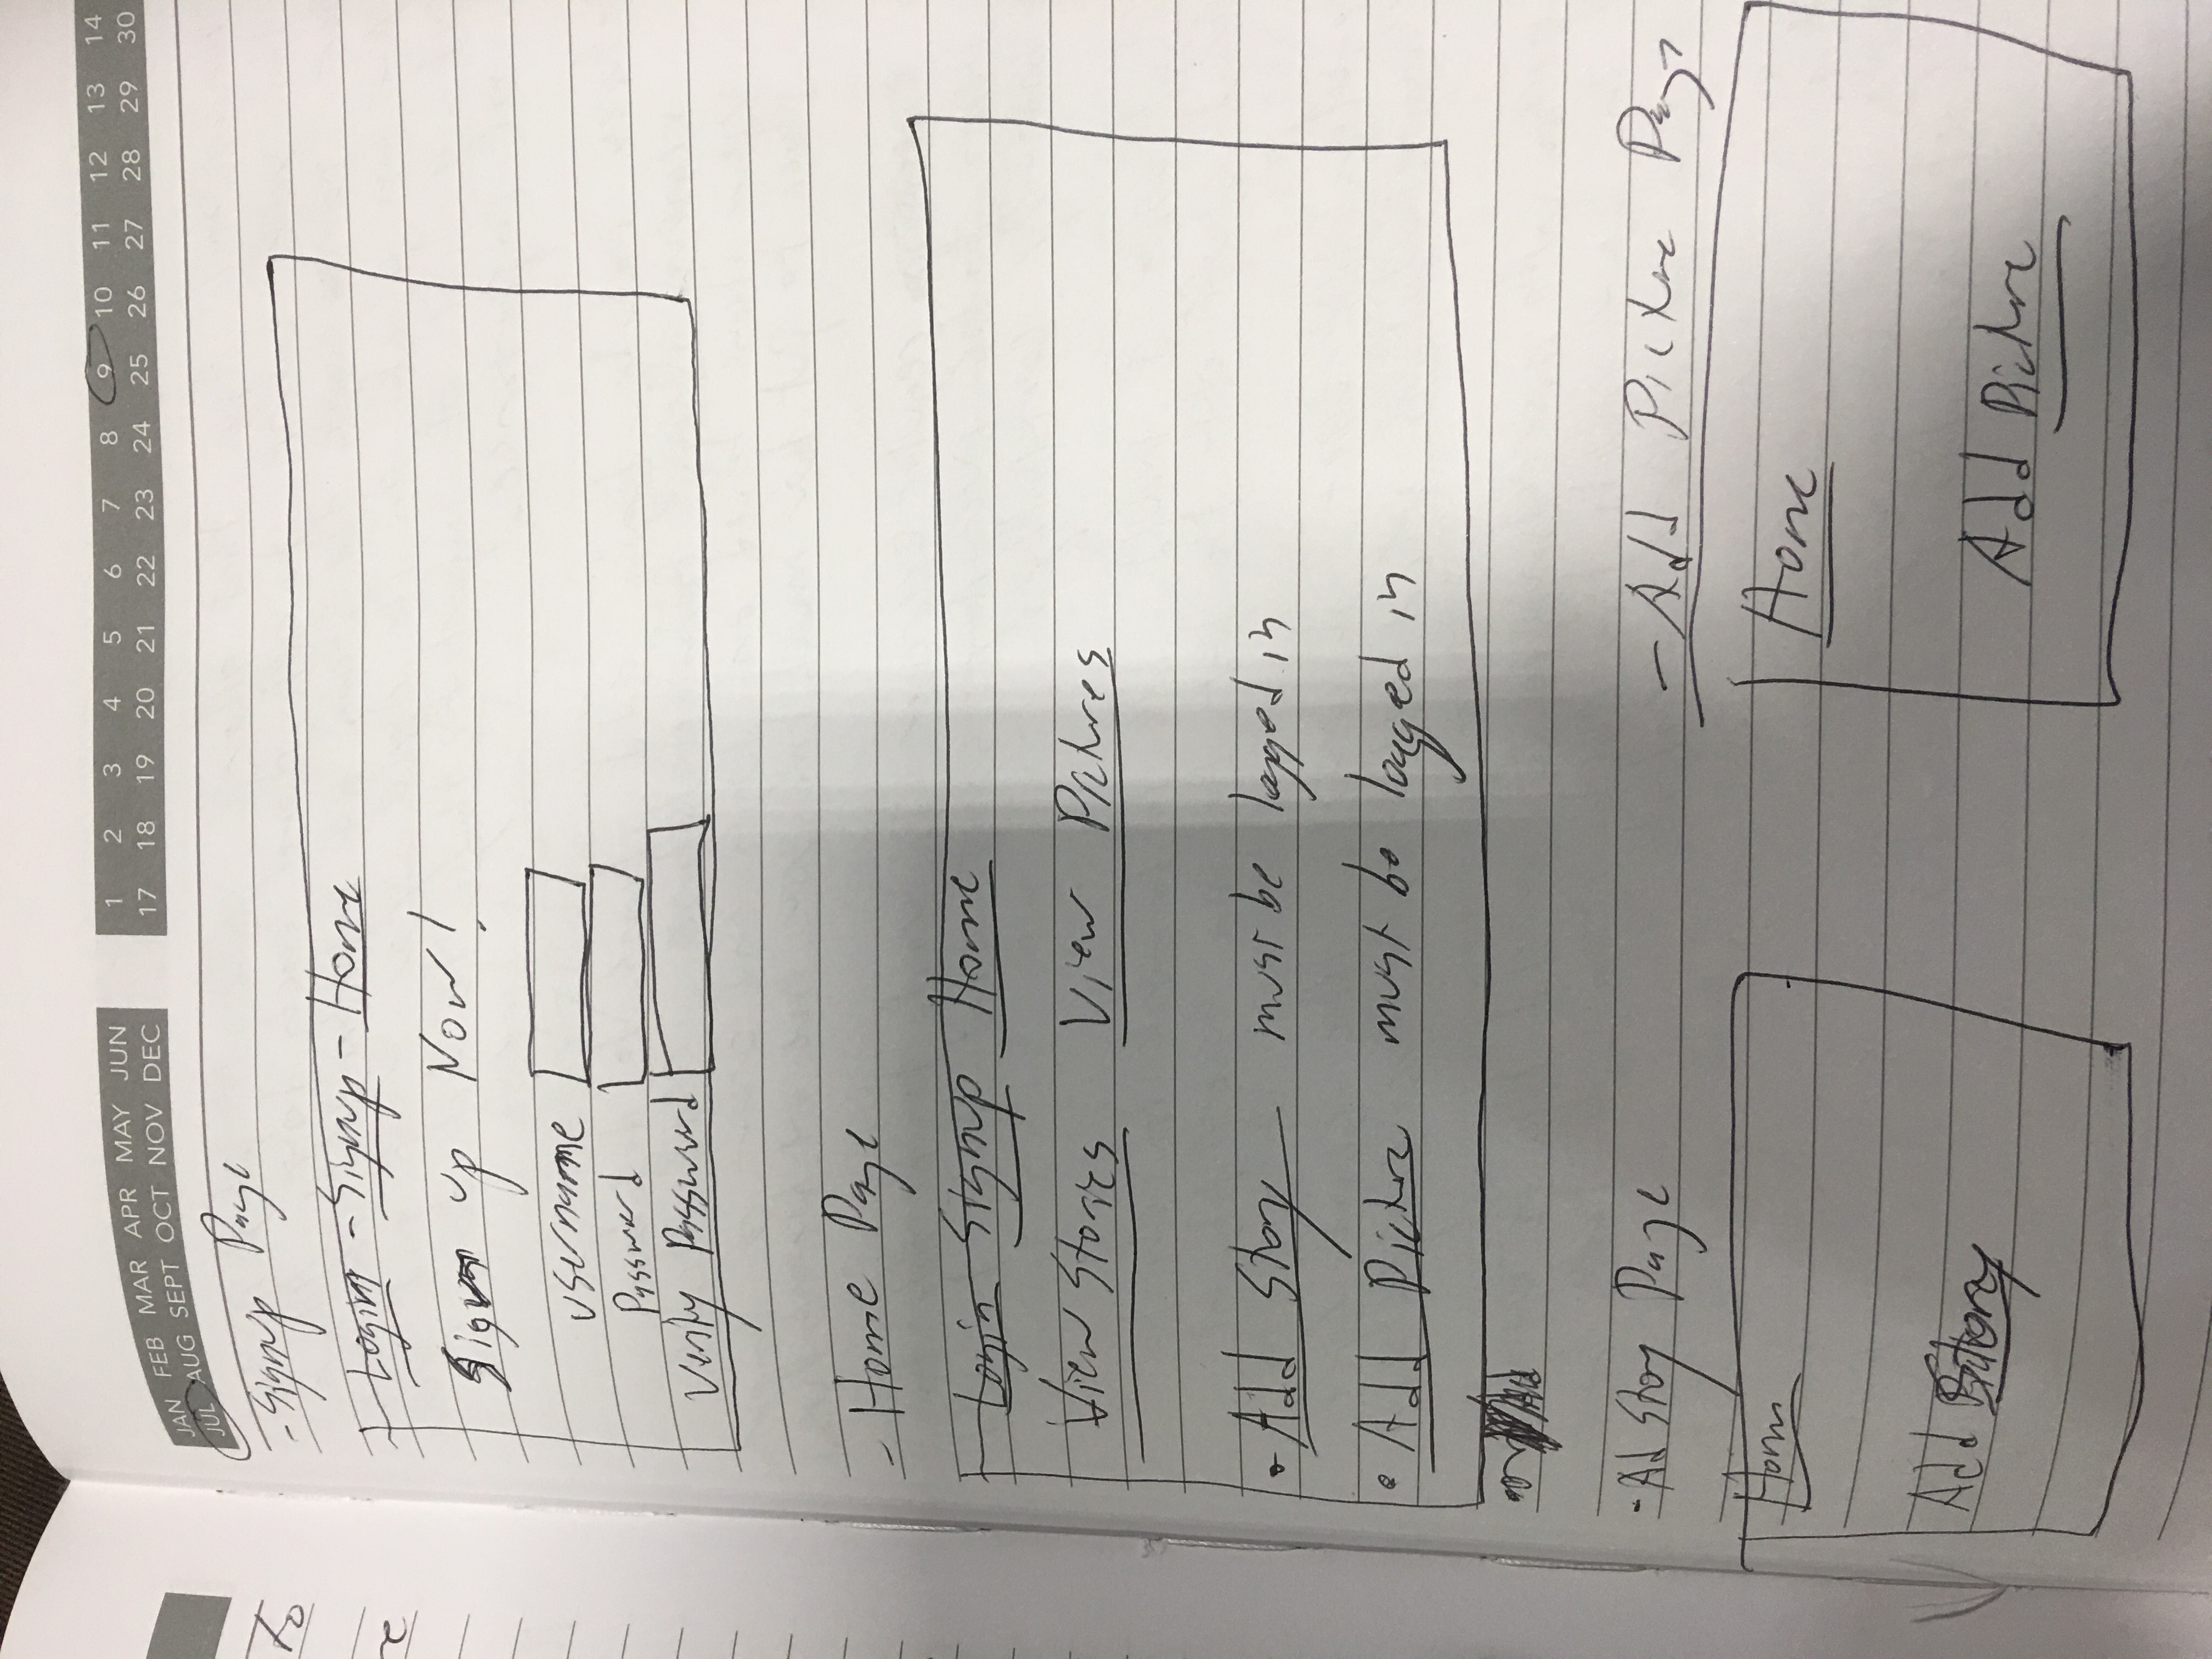 JAN FEB MAR APR MAY JUN
JUL AUG SEPT OCT NOV DEC
1 2 3 4 5 6 7 8 9 10 11 12 13 14
17 18 19 20 21 22 23 24 25 26 27 28 29 30
To
- Signup Page
Login - Signup - Home
Sign up Now!
username
Password
Verify Password
- Home Page
Login Signup Home
View Stories View Pictures
• Add Story must be logged in
• Add Picture must be logged in
- Ad Story Page
Home
Add Story
- Add Picture Page
Home
Add Picture